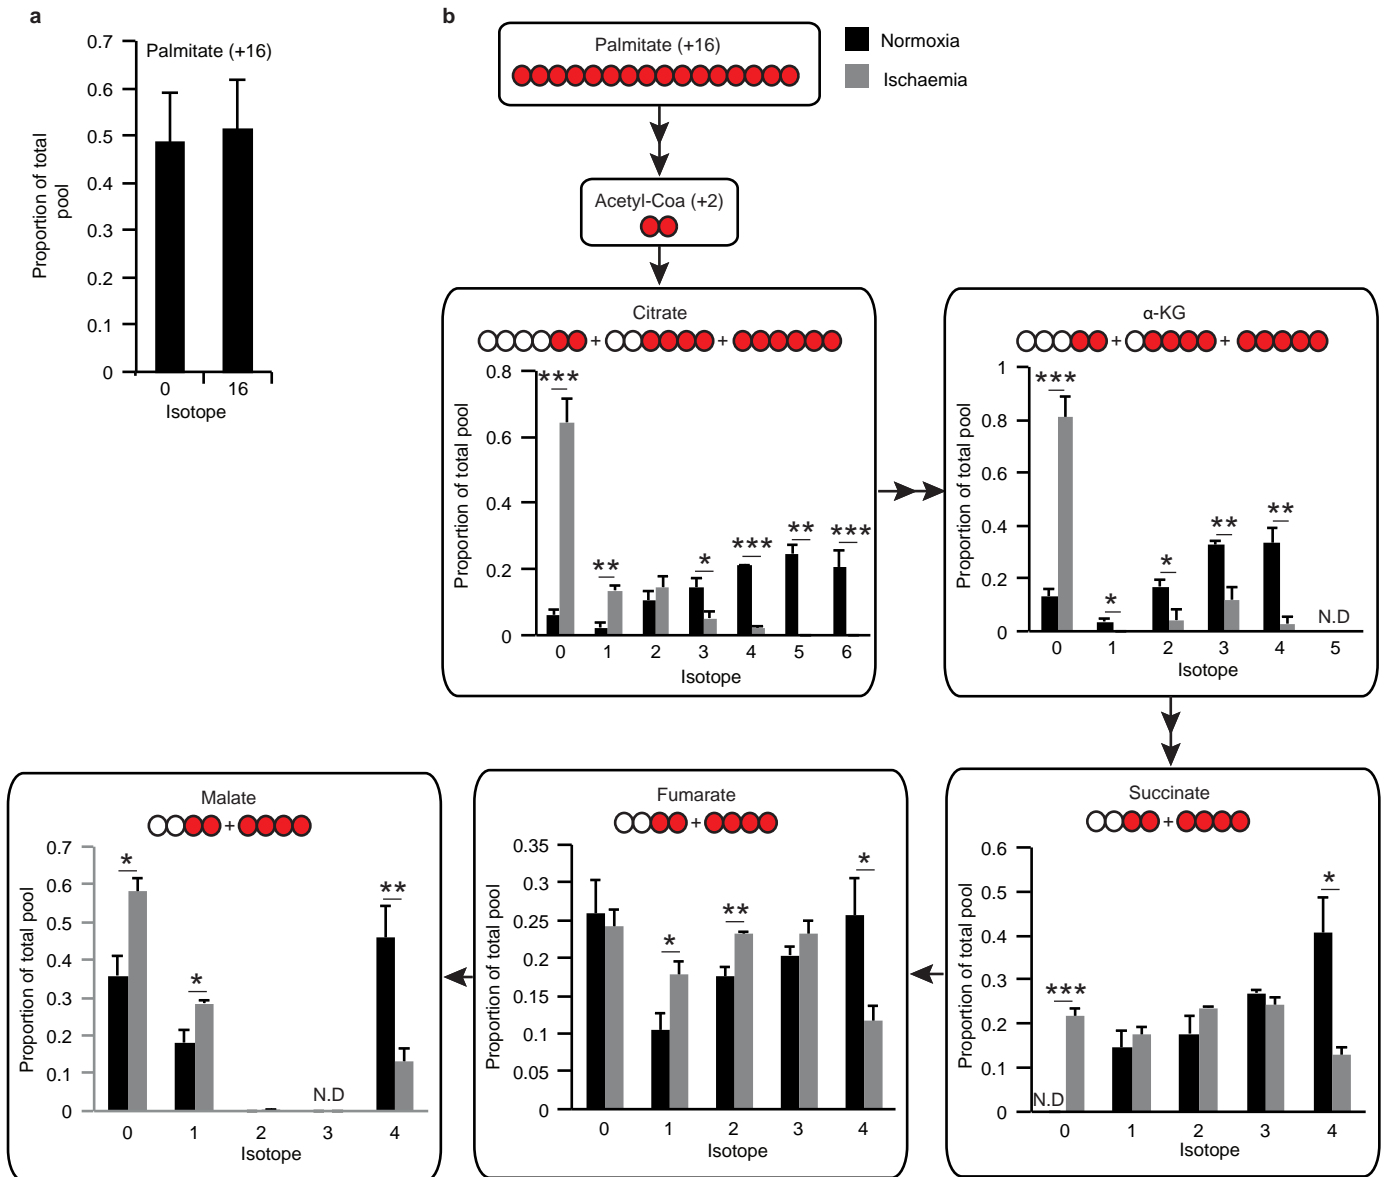 a
0.7
Palmitate (+16)
0.6
0.5
0.4
0.3
0.2
0.1
0
Proportion of total
pool
0 16
Isotope
b
Palmitate (+16)
Normoxia
Ischaemia
Acetyl-Coa (+2)
Citrate
+ +
0.8
0.6
0.4
0.2
0
Proportion of total pool
*** ** * *** ** ***
0 1 2 3 4 5 6
Isotope
α-KG
+ +
1
0.8
0.6
0.4
0.2
0
Proportion of total pool
*** * * ** **
N.D
0 1 2 3 4 5
Isotope
Succinate
+
0.6
0.5
0.4
0.3
0.2
0.1
0
Proportion of total pool
*** *
N.D
0 1 2 3 4
Isotope
Fumarate
+
0.35
0.3
0.25
0.2
0.15
0.1
0.05
0
Proportion of total pool
* ** *
0 1 2 3 4
Isotope
Malate
+
0.7
0.6
0.5
0.4
0.3
0.2
0.1
0
Proportion of total pool
* * **
N.D
0 1 2 3 4
Isotope